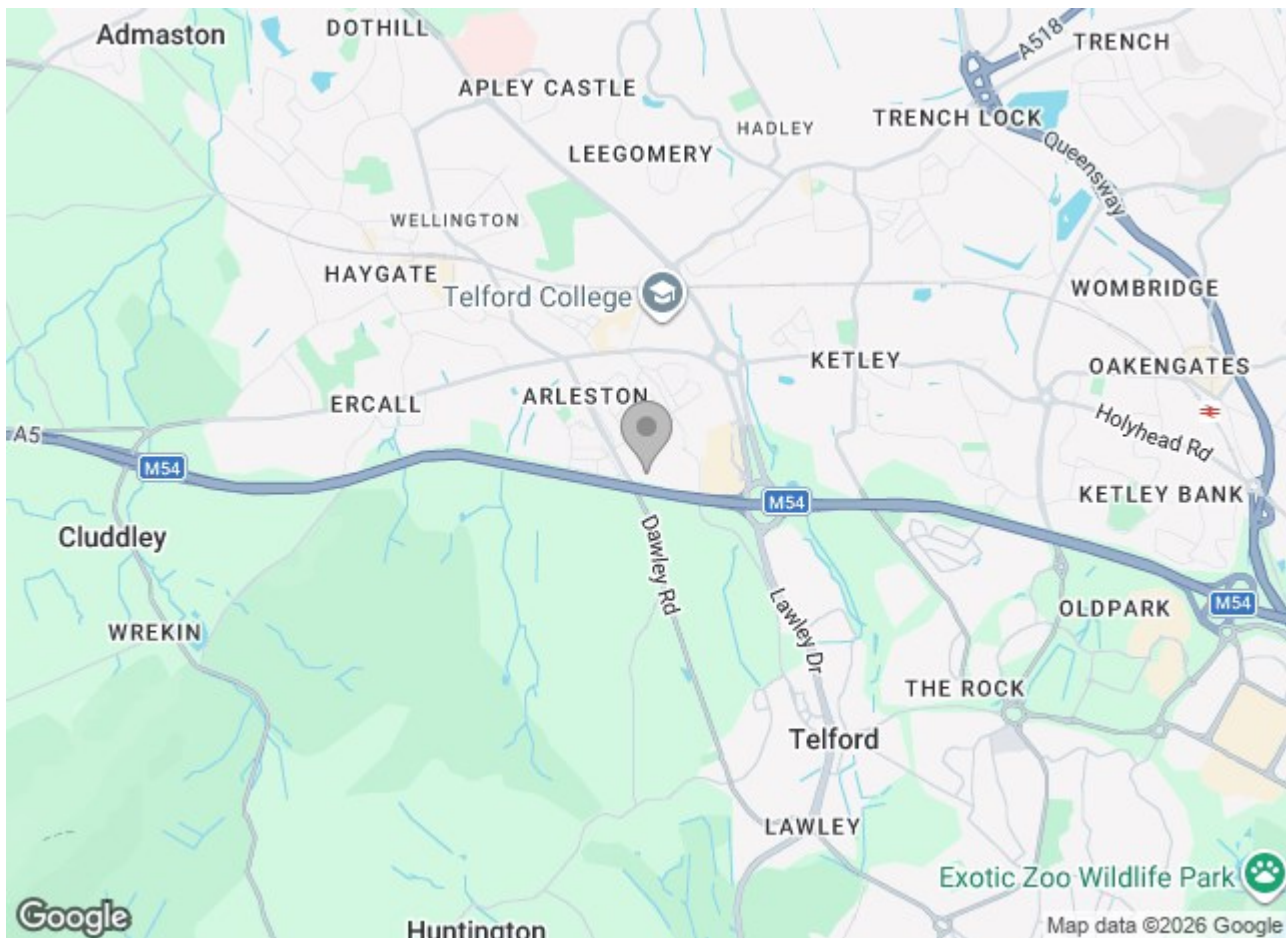 Admaston
DOTHILL
A518
TRENCH
APLEY CASTLE
TRENCH LOCK
HADLEY
LEEGOMERY
Queensway
WELLINGTON
HAYGATE
Telford College
WOMBRIDGE
KETLEY
OAKENGATES
ERCALL
ARLESTON
Holyhead Rd
A5
M54
M54
KETLEY BANK
Cluddley
Dawley Rd
Lawley Dr
M54
OLDPARK
WREKIN
THE ROCK
Telford
LAWLEY
Exotic Zoo Wildlife Park
Google
Huntington
Map data ©2026 Google